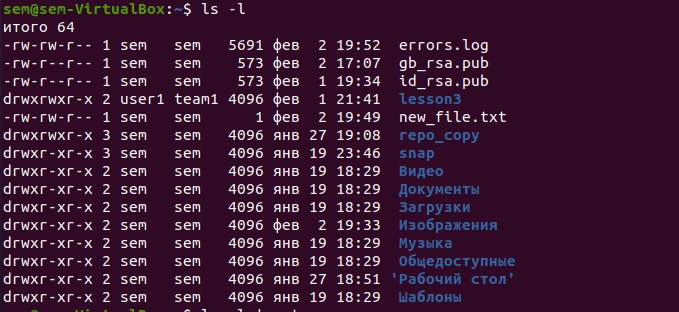 sem@sem-VirtualBox:~$ ls -l
итого 64
-rw-rw-r-- 1 sem   sem   5691 фев  2 19:52  errors.log
-rw-r--r-- 1 sem   sem    573 фев  2 17:07  gb_rsa.pub
-rw-r--r-- 1 sem   sem    573 фев  1 19:34  id_rsa.pub
drwxrwxr-x 2 user1 team1 4096 фев  1 21:41  lesson3
-rw-r--r-- 1 sem   sem      1 фев  2 19:49  new_file.txt
drwxrwxr-x 3 sem   sem   4096 янв 27 19:08  repo_copy
drwxr-xr-x 3 sem   sem   4096 янв 19 23:46  snap
drwxr-xr-x 2 sem   sem   4096 янв 19 18:29  Видео
drwxr-xr-x 2 sem   sem   4096 янв 19 18:29  Документы
drwxr-xr-x 2 sem   sem   4096 янв 19 18:29  Загрузки
drwxr-xr-x 2 sem   sem   4096 фев  2 19:33  Изображения
drwxr-xr-x 2 sem   sem   4096 янв 19 18:29  Музыка
drwxr-xr-x 2 sem   sem   4096 янв 19 18:29  Общедоступные
drwxr-xr-x 2 sem   sem   4096 янв 27 18:51 'Рабочий стол'
drwxr-xr-x 2 sem   sem   4096 янв 19 18:29  Шаблоны